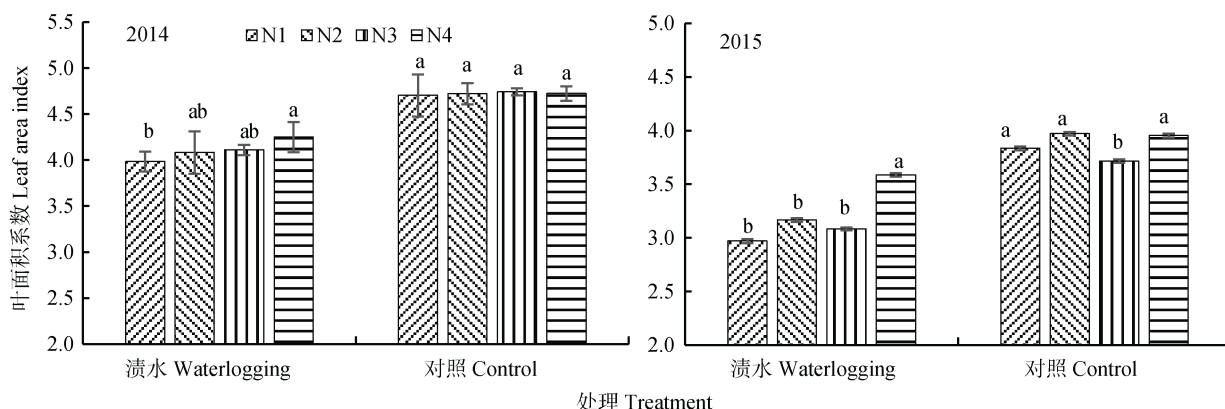 叶面积系数 Leaf area index
5.5
5.0
4.5
4.0
3.5
3.0
2.5
2.0
2014
N1 N2 N3 N4
b ab ab a
a a a a
渍水 Waterlogging 对照 Control
5.0
4.5
4.0
3.5
3.0
2.5
2.0
2015
b b b a
a a b a
渍水 Waterlogging 对照 Control
处理 Treatment